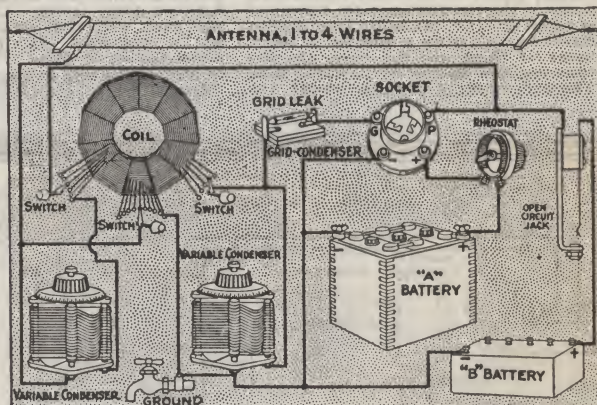 ANTENNA, 1 TO 4 WIRES
SOCKET
GRID LEAK
RHEOSTAT
COIL
G
P
GRID-CONDENSER
- +
SWITCH
SWITCH
SWITCH
OPEN
CIRCUIT
JACK
VARIABLE CONDENSER
- +
"A"
BATTERY
- +
"B" BATTERY
VARIABLE CONDENSER
GROUND